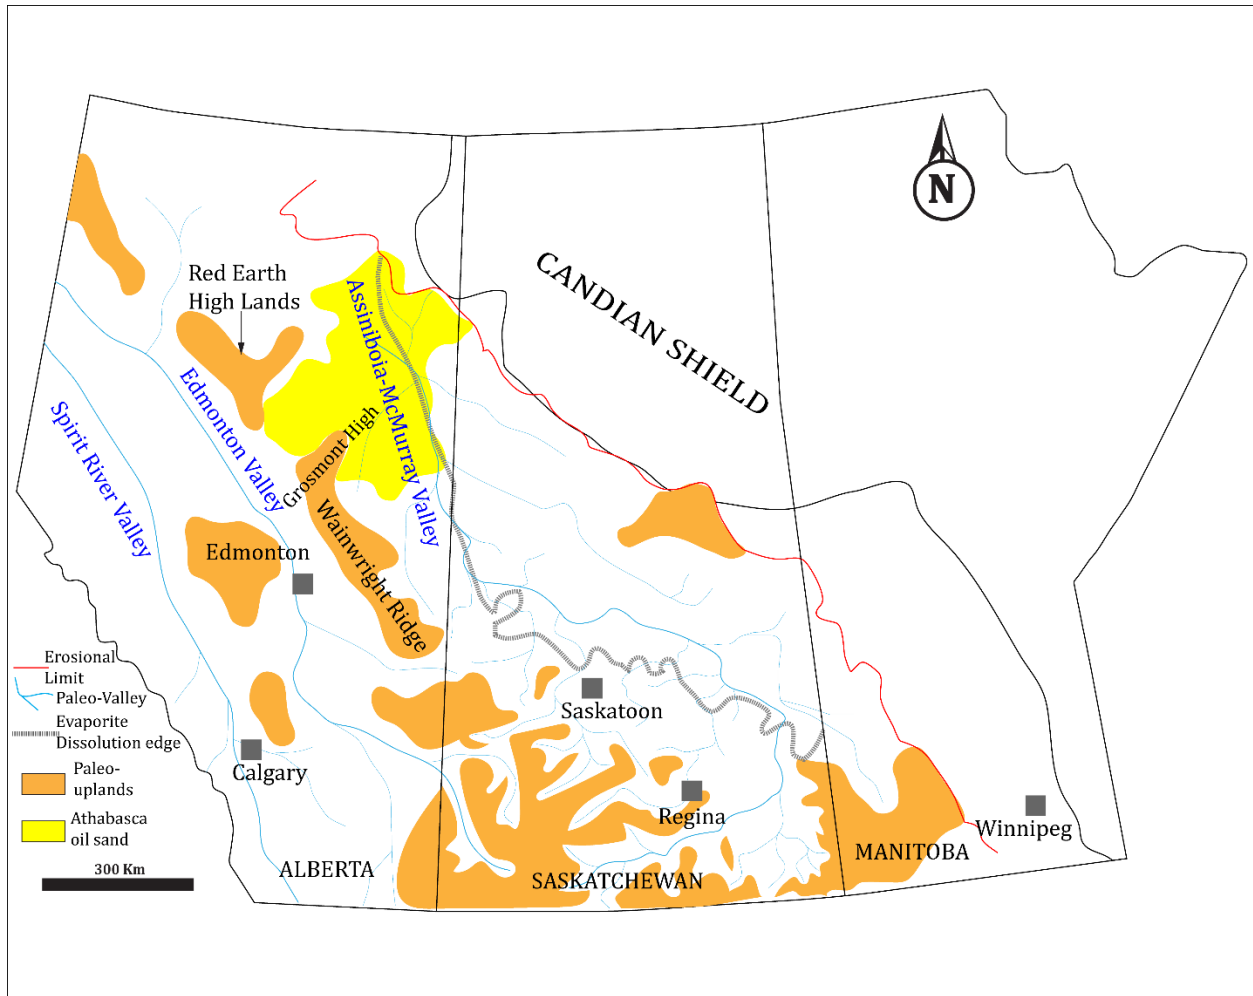 N
CANDIAN SHIELD
Red Earth
High Lands
Assiniboia-McMurray Valley
Edmonton Valley
Spirit River Valley
Grosmont High
Wainwright Ridge
Edmonton
Saskatoon
Calgary
Regina
Winnipeg
ALBERTA
SASKATCHEWAN
MANITOBA
Erosional
Limit
Paleo-Valley
Evaporite
Dissolution edge
Paleo-
uplands
Athabasca
oil sand
300 Km